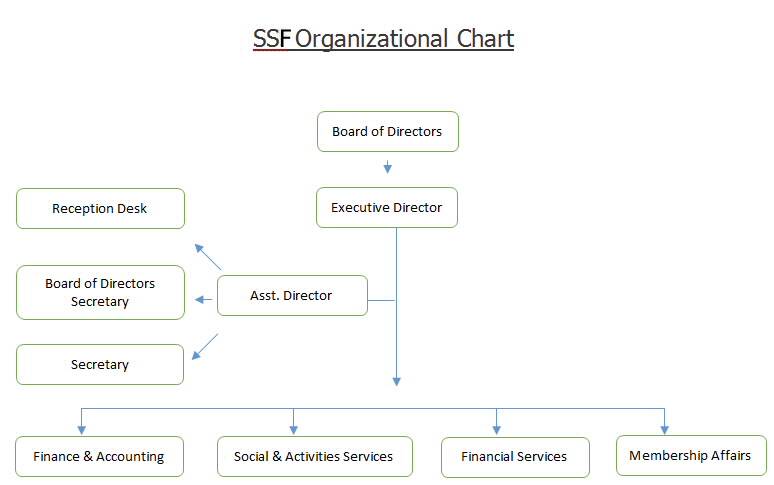 SSF Organizational Chart
Board of Directors
Executive Director
Reception Desk
Board of Directors
Secretary
Asst. Director
Secretary
Finance & Accounting
Social & Activities Services
Financial Services
Membership Affairs